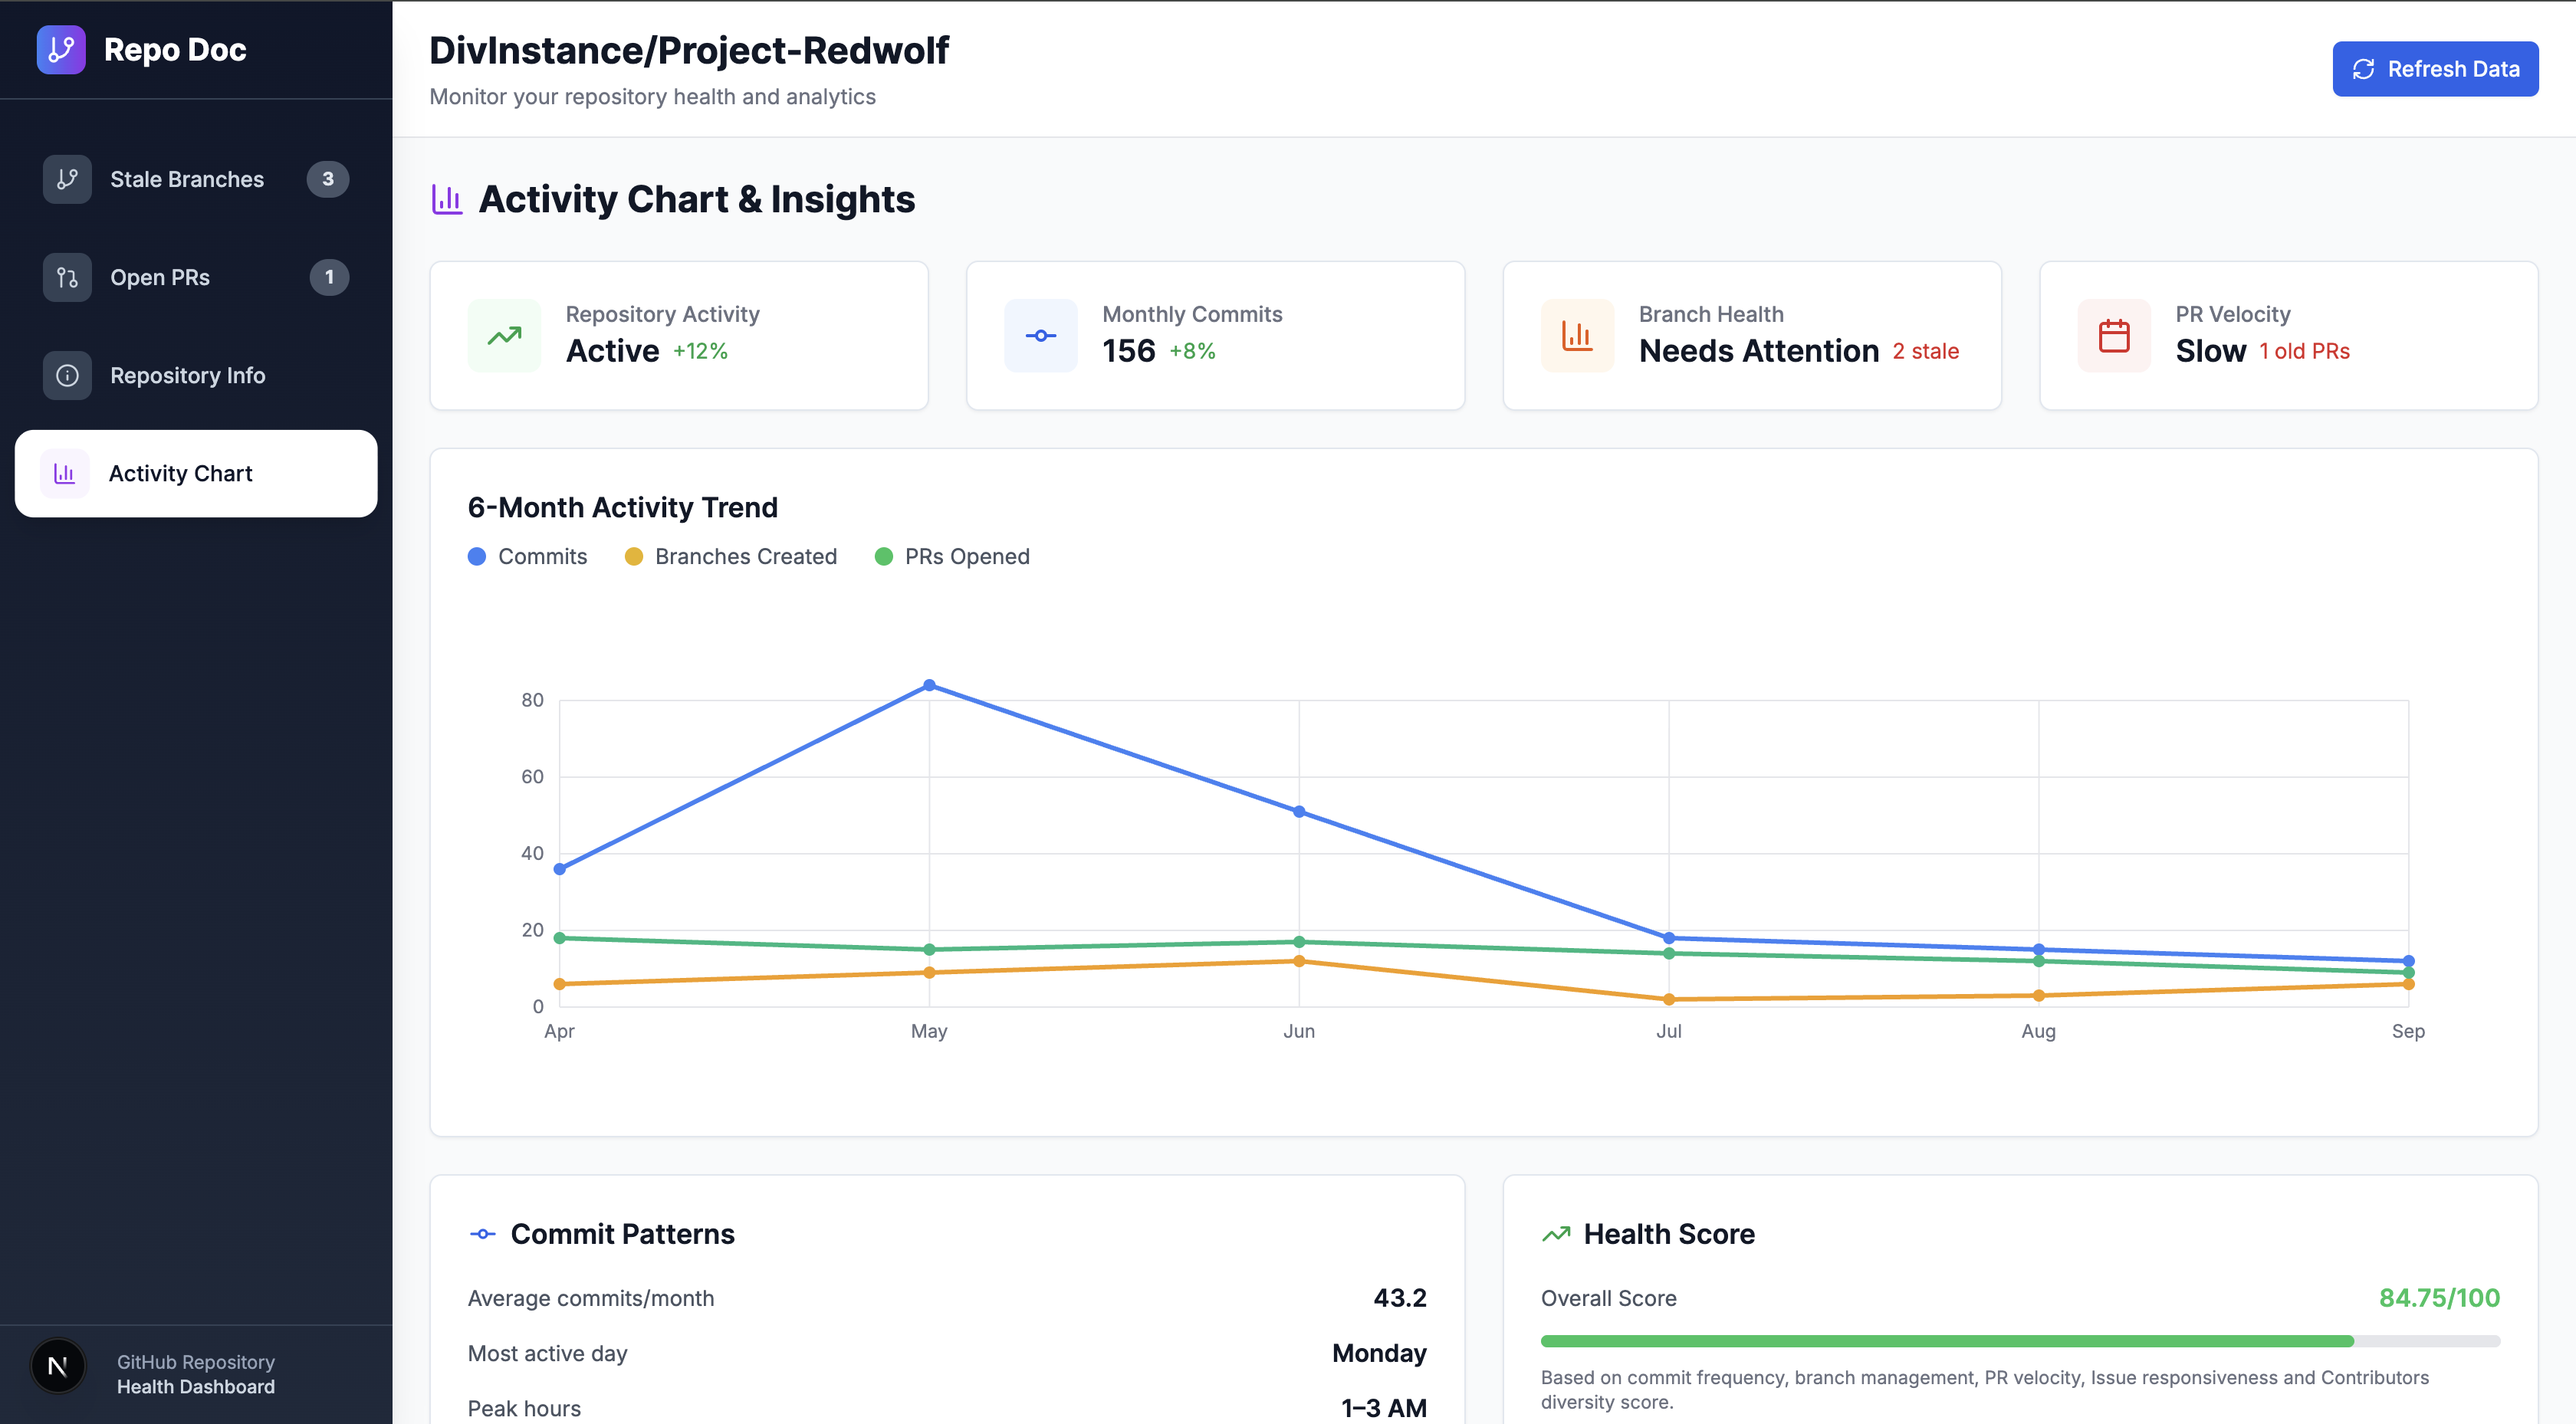 Repo Doc
Stale Branches 3
Open PRs 1
Repository Info
Activity Chart
N
GitHub Repository
Health Dashboard
DivInstance/Project-Redwolf
Monitor your repository health and analytics
Refresh Data
Activity Chart & Insights
Repository Activity
Active +12%
Monthly Commits
156 +8%
Branch Health
Needs Attention 2 stale
PR Velocity
Slow 1 old PRs
6-Month Activity Trend
Commits Branches Created PRs Opened
80
60
40
20
0
Apr May Jun Jul Aug Sep
Commit Patterns
Average commits/month 43.2
Most active day Monday
Peak hours 1–3 AM
Health Score
Overall Score 84.75/100
Based on commit frequency, branch management, PR velocity, Issue responsiveness and Contributors
diversity score.